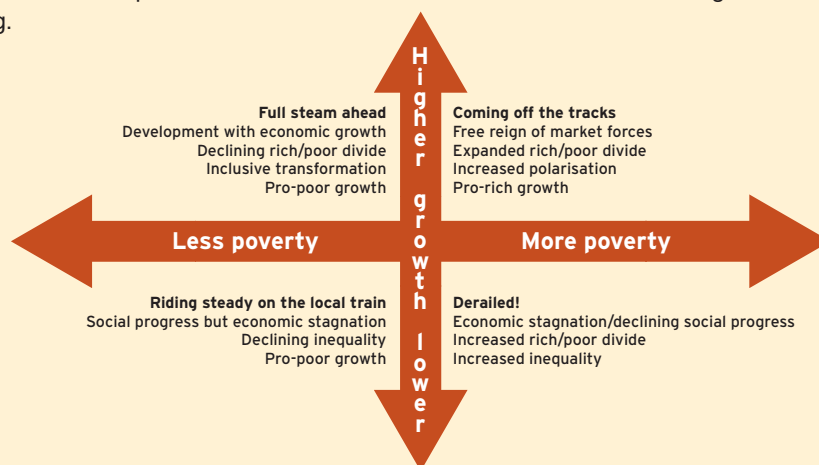 g.
Higher growth lower
Full steam ahead
Development with economic growth
Declining rich/poor divide
Inclusive transformation
Pro-poor growth
Coming off the tracks
Free reign of market forces
Expanded rich/poor divide
Increased polarisation
Pro-rich growth
Less poverty
More poverty
Riding steady on the local train
Social progress but economic stagnation
Declining inequality
Pro-poor growth
Derailed!
Economic stagnation/declining social progress
Increased rich/poor divide
Increased inequality